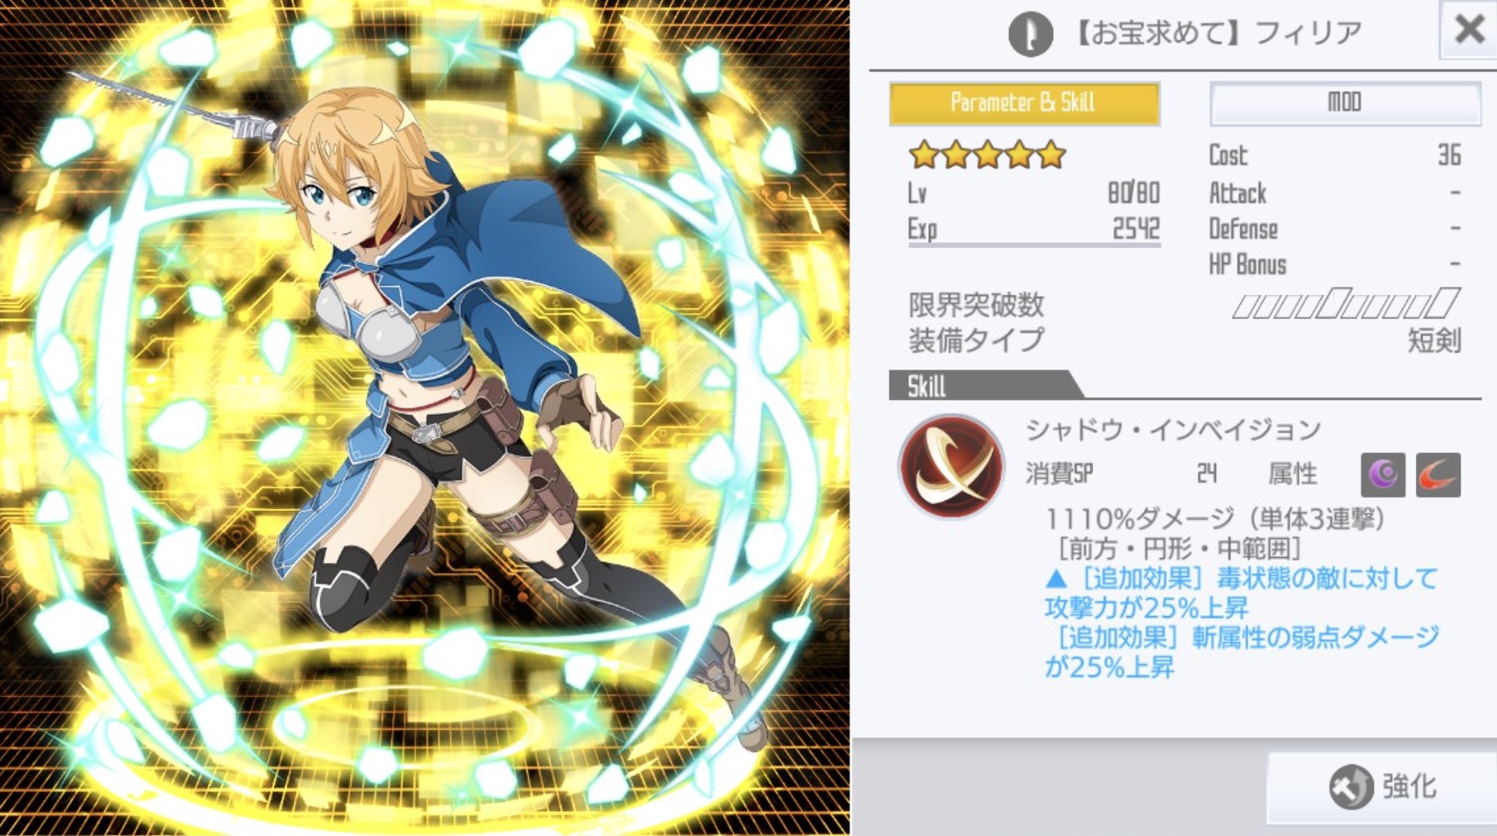 【お宝求めて】フィリア
Parameter & Skill
MOD
Lv 80/80
Exp 2542
Cost 36
Attack -
Defense -
HP Bonus -
限界突破数
装備タイプ 短剣
Skill
シャドウ・インベイジョン
消費SP 24 属性
1110%ダメージ（単体3連撃）
［前方・円形・中範囲］
▲［追加効果］毒状態の敵に対して
攻撃力が25%上昇
［追加効果］斬属性の弱点ダメージ
が25%上昇
強化